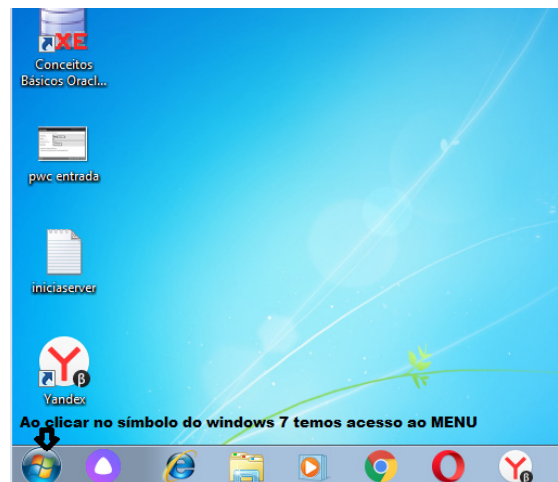 XE
Conceitos
Básicos Oracl...
pwc entrada
iniciaserver
Y
β
Yandex
Ao clicar no símbolo do windows 7 temos acesso ao MENU
Y
β